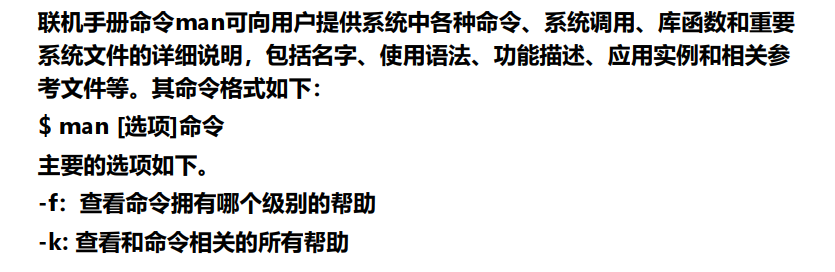 联机手册命令man可向用户提供系统中各种命令、系统调用、库函数和重要
系统文件的详细说明，包括名字、使用语法、功能描述、应用实例和相关参
考文件等。其命令格式如下：
$ man [选项]命令
主要的选项如下。
-f：查看命令拥有哪个级别的帮助
-k: 查看和命令相关的所有帮助